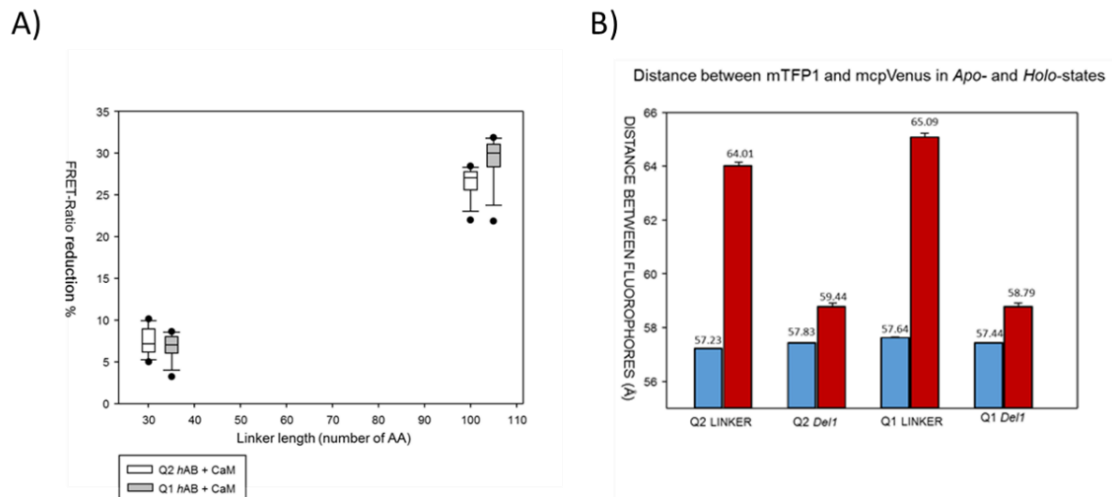 A)
B)
FRET-Ratio reduction %
35
30
25
20
15
10
5
0
30 40 50 60 70 80 90 100 110
Linker length (number of AA)
Q2 hAB + CaM
Q1 hAB + CaM
Distance between mTFP1 and mcpVenus in Apo- and Holo-states
DISTANCE BETWEEN FLUOROPHORES (Å)
66
64
62
60
58
56
57.23
64.01
57.83
59.44
57.64
65.09
57.44
58.79
Q2 LINKER Q2 Del1 Q1 LINKER Q1 Del1